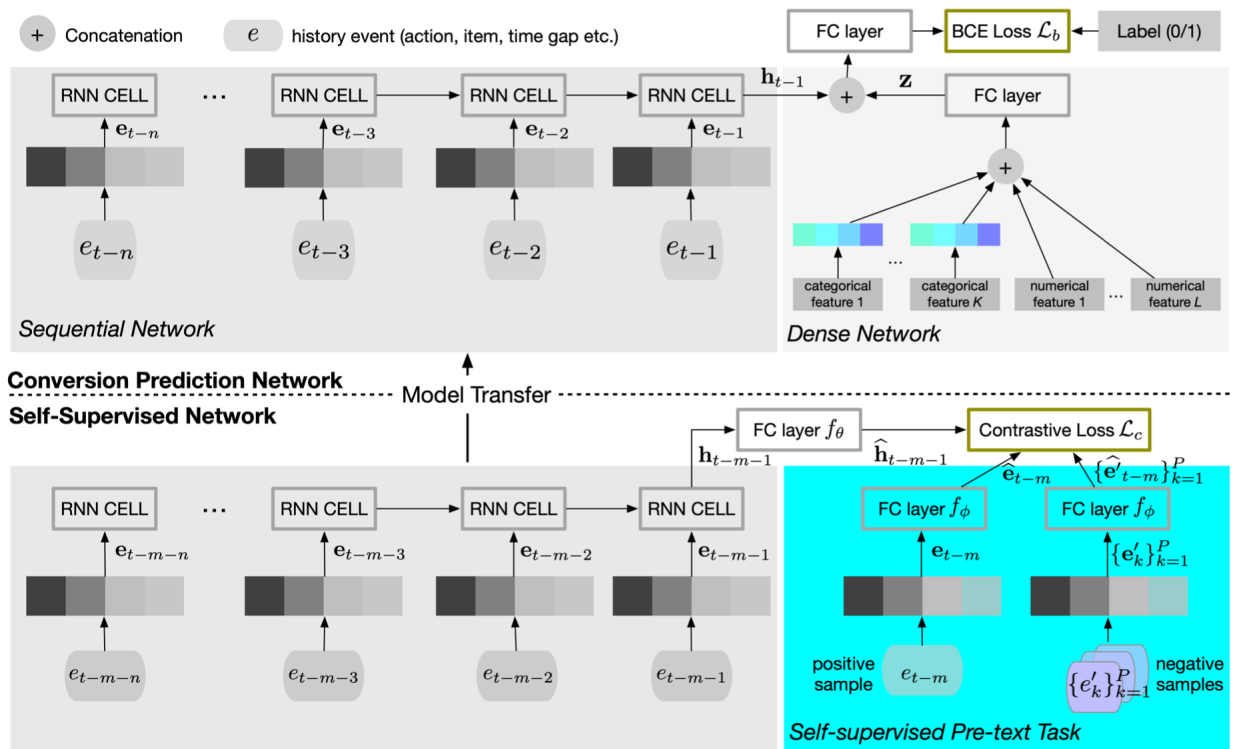 + Concatenation
e history event (action, item, time gap etc.)
FC layer
BCE Loss ℒ_b
Label (0/1)
RNN CELL ... RNN CELL RNN CELL RNN CELL
h_{t−1}
+
z
FC layer
e_{t−n} e_{t−3} e_{t−2} e_{t−1}
+
e_{t−n} e_{t−3} e_{t−2} e_{t−1}
...
categorical feature 1
categorical feature K
numerical feature 1
...
numerical feature L
Sequential Network
Dense Network
Conversion Prediction Network
Model Transfer
Self-Supervised Network
FC layer f_θ
Contrastive Loss ℒ_c
h_{t−m−1}
ĥ_{t−m−1}
ê_{t−m}
{ê′_{t−m}}_{k=1}^P
RNN CELL ... RNN CELL RNN CELL RNN CELL
FC layer f_ϕ
FC layer f_ϕ
e_{t−m−n} e_{t−m−3} e_{t−m−2} e_{t−m−1}
e_{t−m}
{e′_k}_{k=1}^P
e_{t−m−n} e_{t−m−3} e_{t−m−2} e_{t−m−1}
positive
sample
e_{t−m}
{e′_k}_{k=1}^P
negative
samples
Self-supervised Pre-text Task